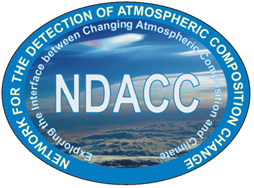 NETWORK FOR THE DETECTION OF ATMOSPHERIC COMPOSITION CHANGE
Exploring the Interface between Changing Atmospheric Composition and Climate
NDACC